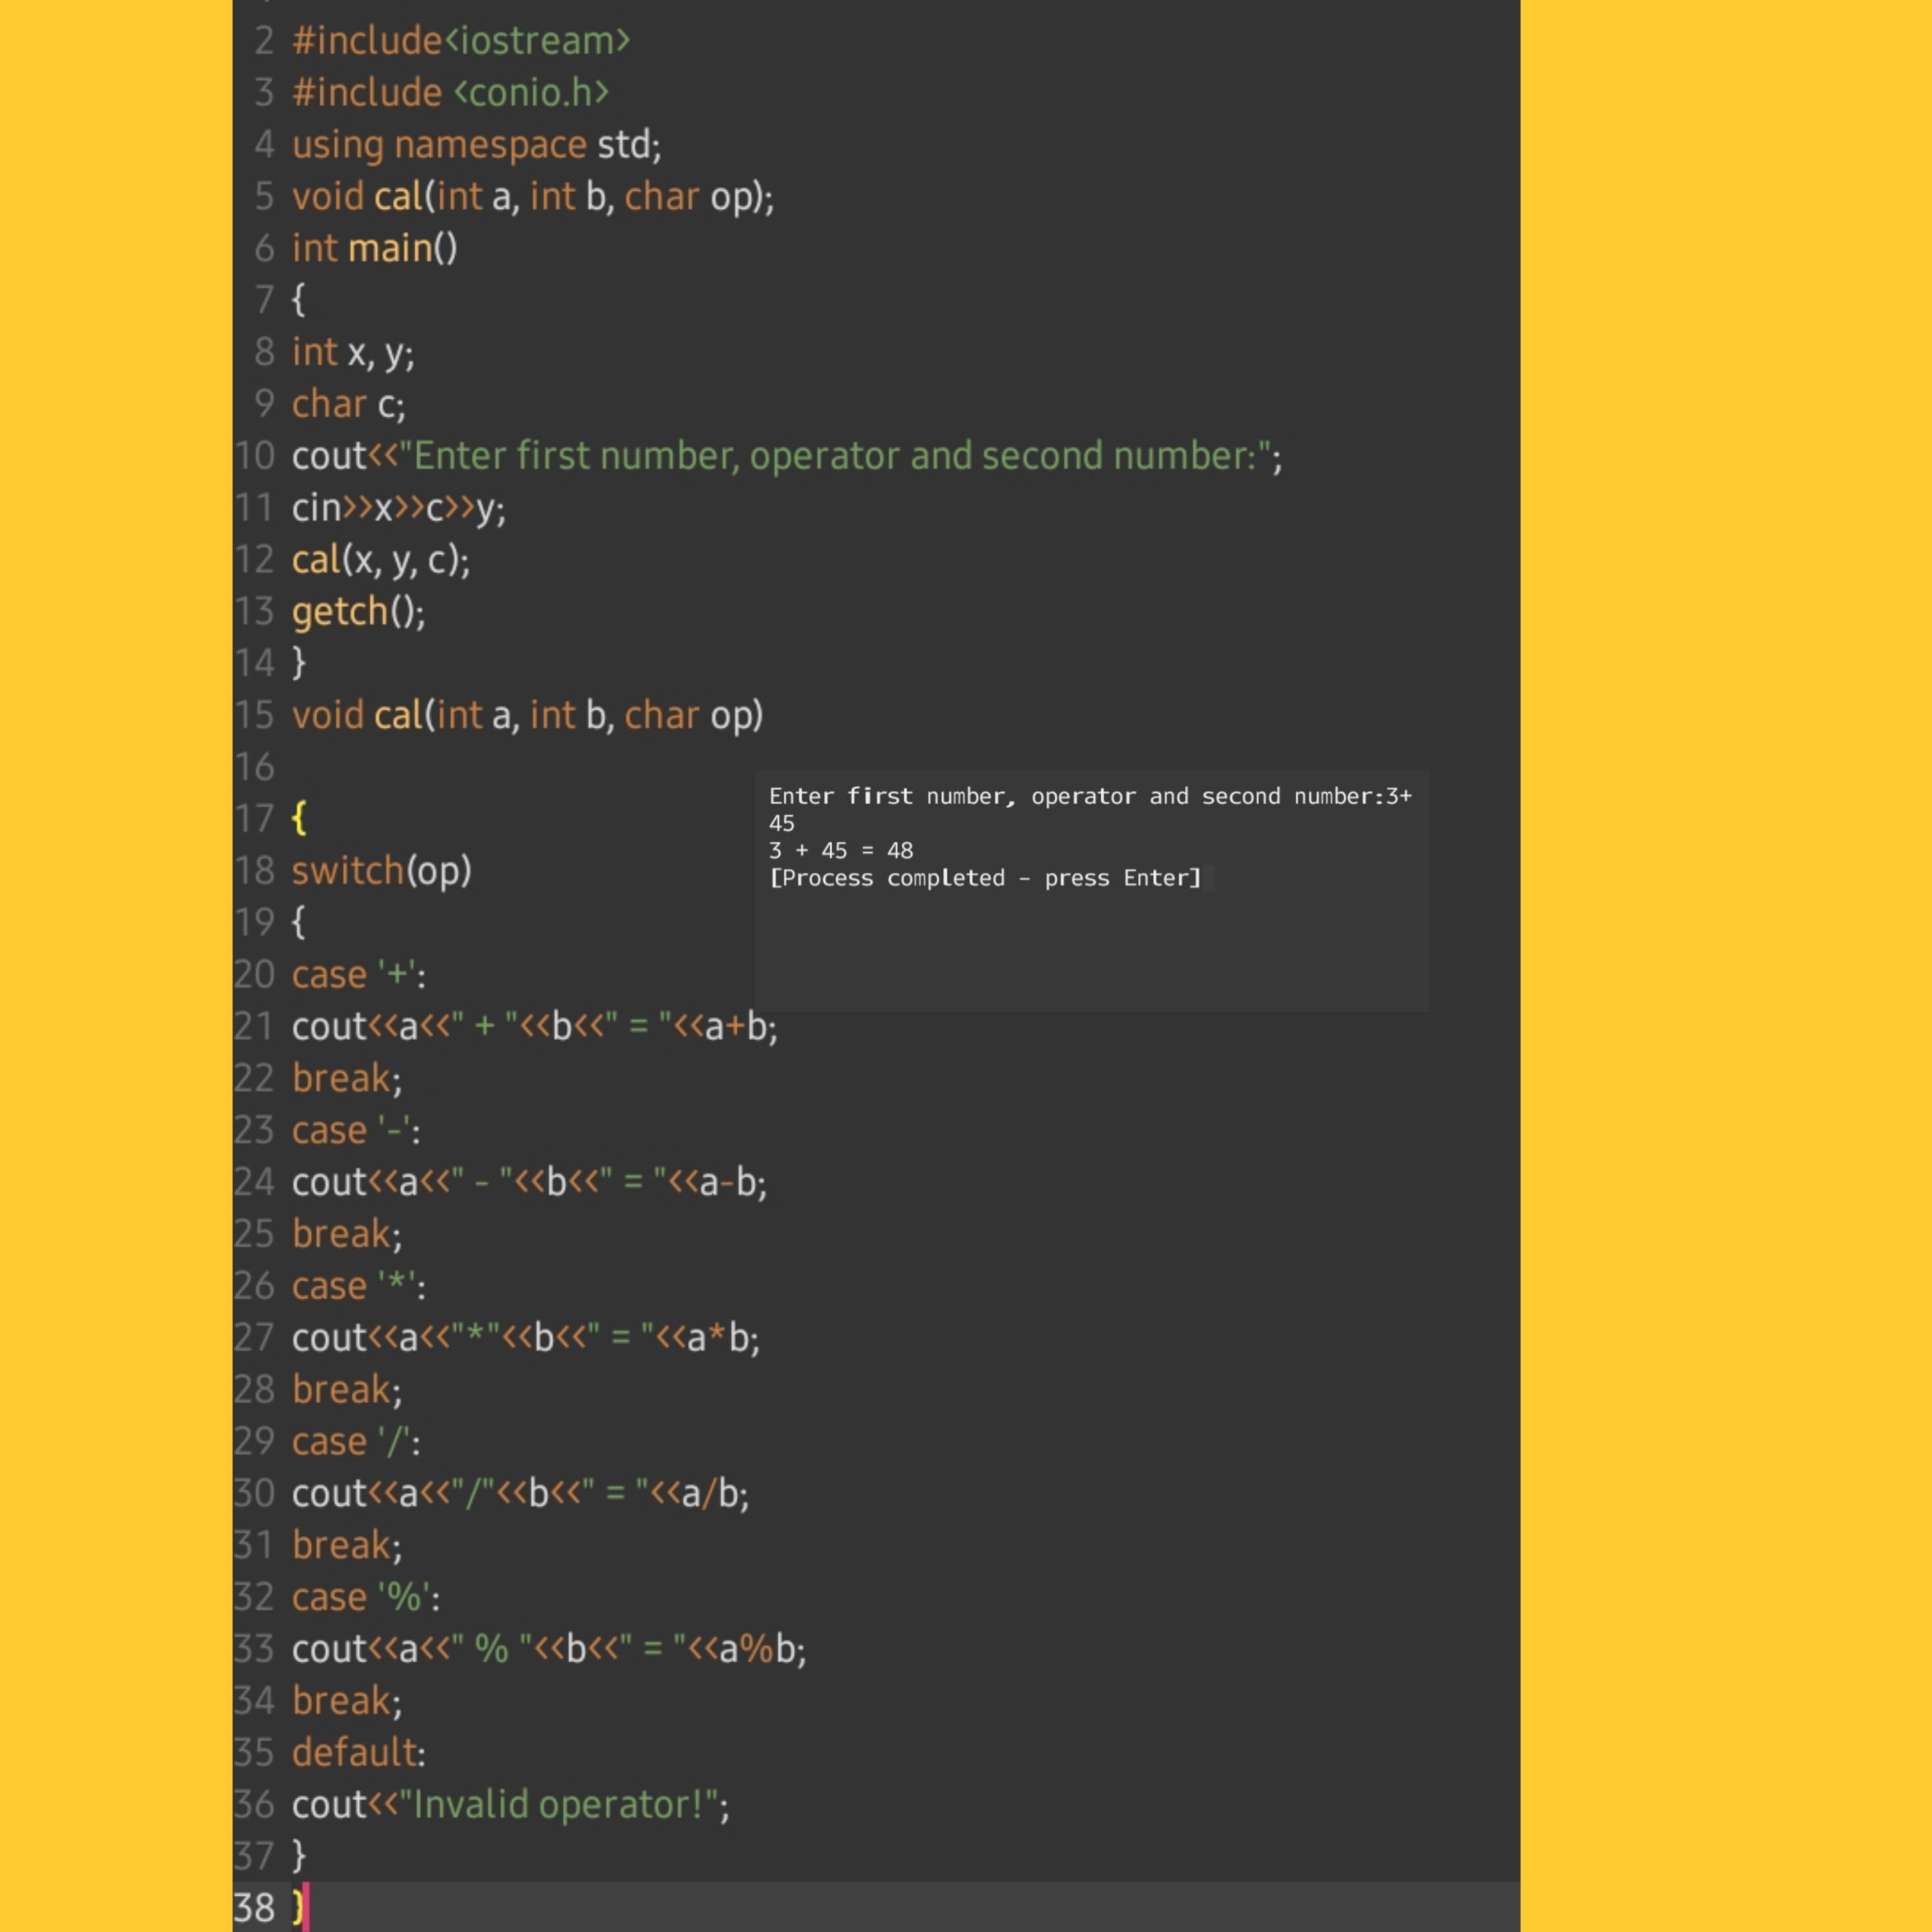 2 #include<iostream>
3 #include <conio.h>
4 using namespace std;
5 void cal(int a, int b, char op);
6 int main()
7 {
8 int x, y;
9 char c;
10 cout<<"Enter first number, operator and second number:";
11 cin>>x>>c>>y;
12 cal(x, y, c);
13 getch();
14 }
15 void cal(int a, int b, char op)
16
17 {
18 switch(op)
19 {
20 case '+':
21 cout<<a<<" + "<<b<<" = "<<a+b;
22 break;
23 case '-':
24 cout<<a<<" - "<<b<<" = "<<a-b;
25 break;
26 case '*':
27 cout<<a<<"*"<<b<<" = "<<a*b;
28 break;
29 case '/':
30 cout<<a<<"/"<<b<<" = "<<a/b;
31 break;
32 case '%':
33 cout<<a<<" % "<<b<<" = "<<a%b;
34 break;
35 default:
36 cout<<"Invalid operator!";
37 }
38 }
Enter first number, operator and second number:3+
45
3 + 45 = 48
[Process completed - press Enter]